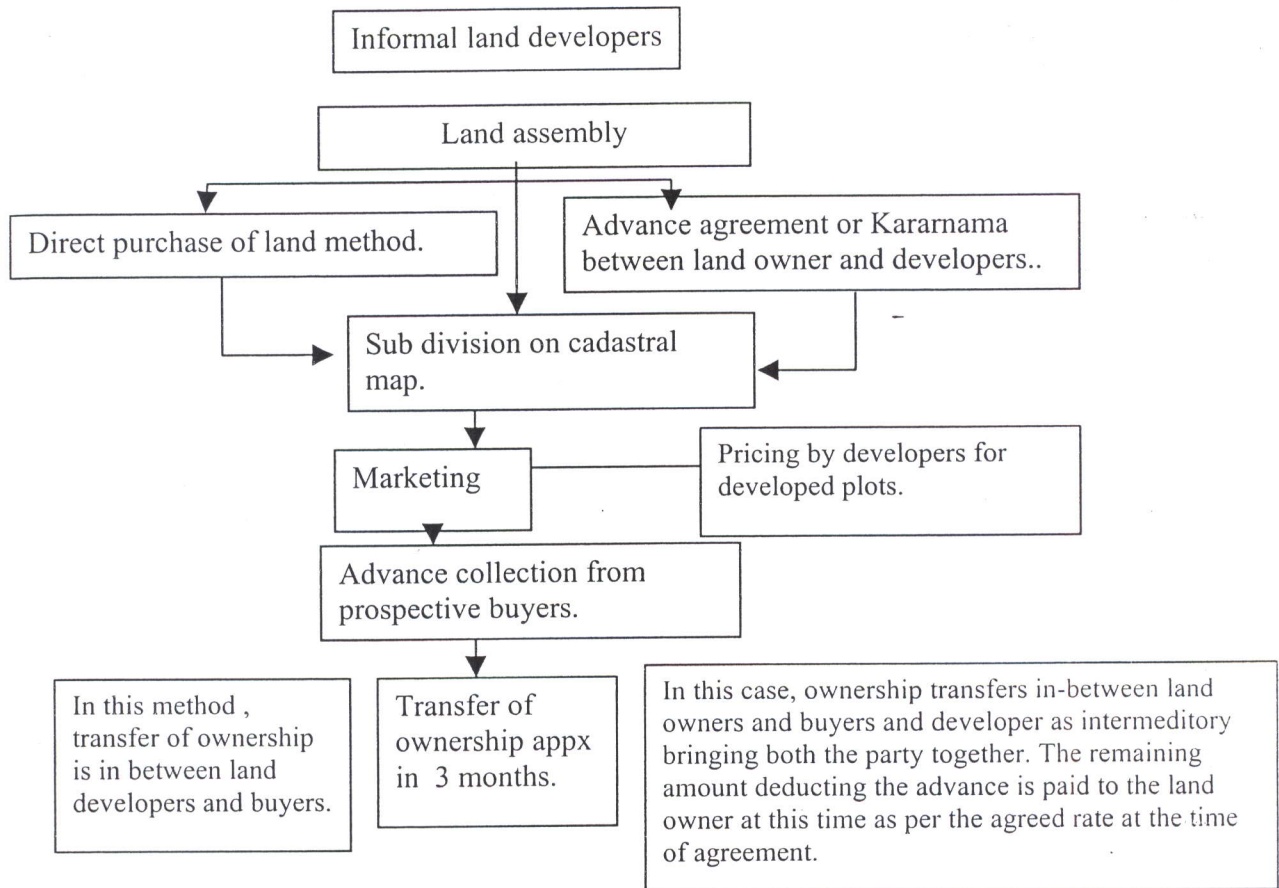 Informal land developers
Land assembly
Direct purchase of land method.
Advance agreement or Kararnama
between land owner and developers..
Sub division on cadastral
map.
Marketing
Pricing by developers for
developed plots.
Advance collection from
prospective buyers.
In this method ,
transfer of ownership
is in between land
developers and buyers.
Transfer of
ownership appx
in 3 months.
In this case, ownership transfers in-between land
owners and buyers and developer as intermeditory
bringing both the party together. The remaining
amount deducting the advance is paid to the land
owner at this time as per the agreed rate at the time
of agreement.